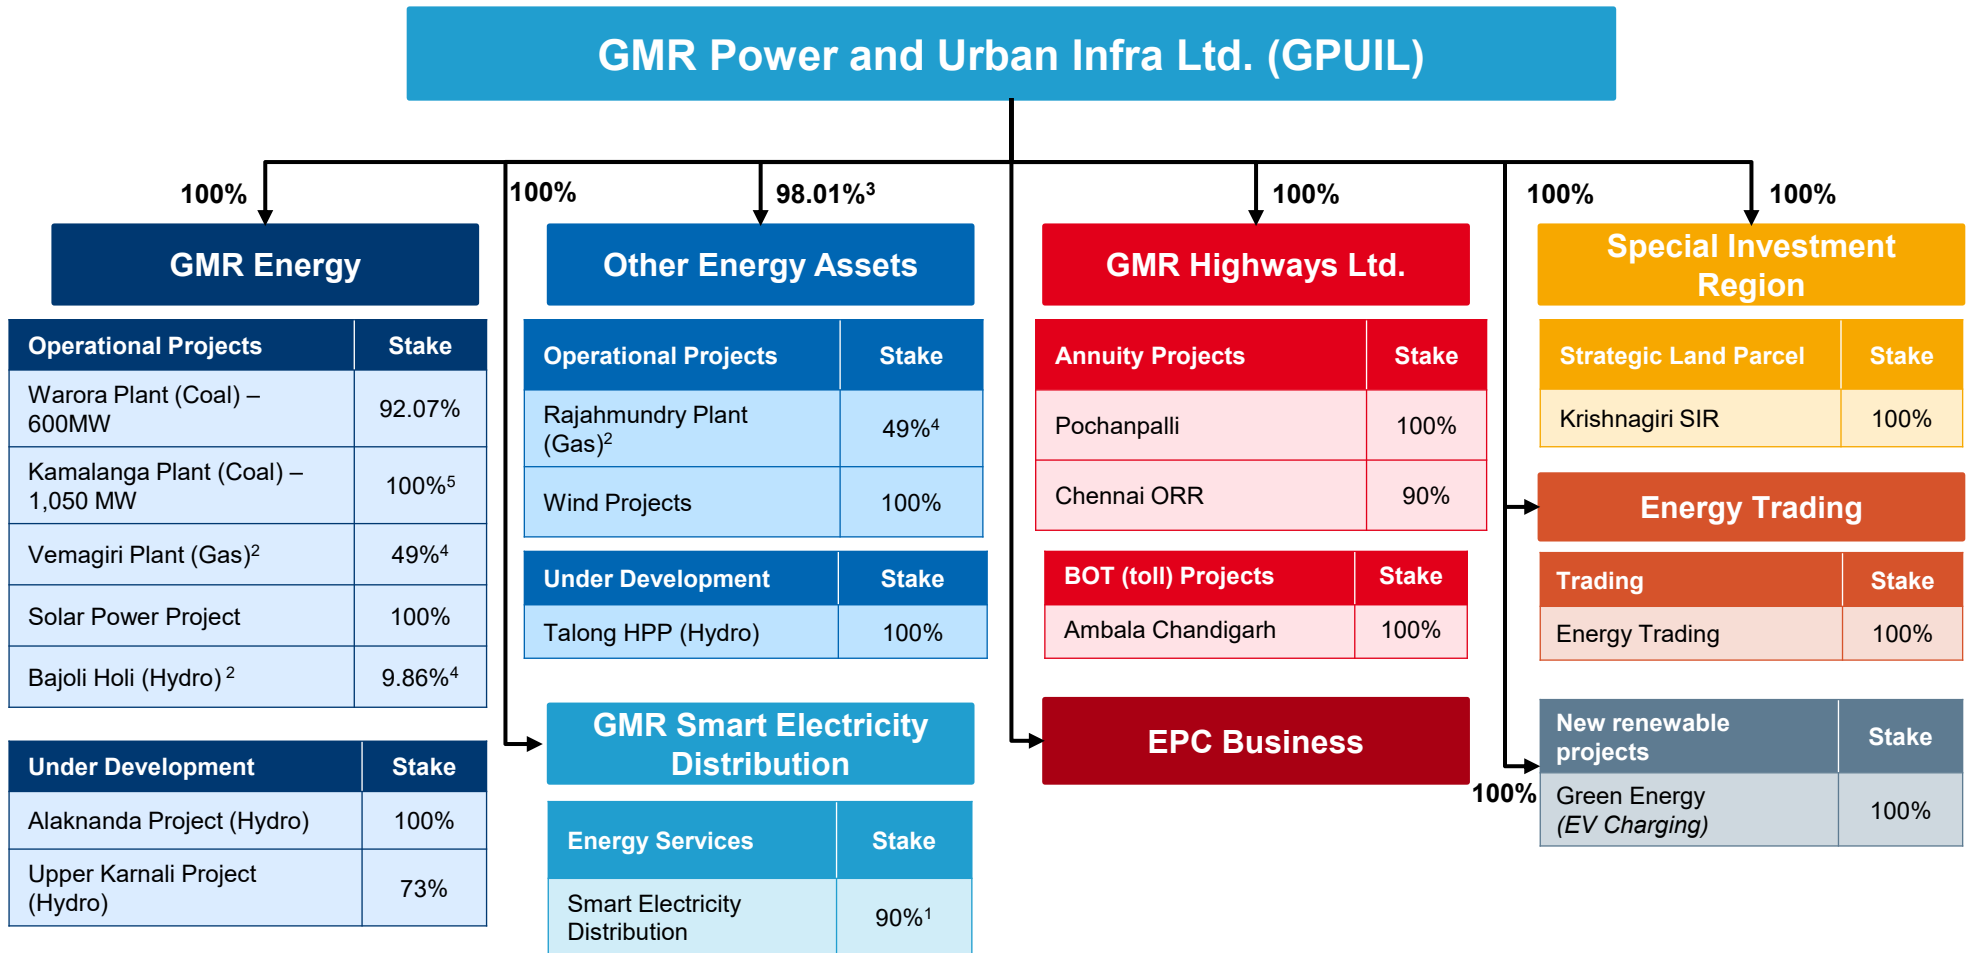 GMR Power and Urban Infra Ltd. (GPUIL)
100%
100%
98.01%³
100%
100%
100%
GMR Energy
Operational Projects Stake
Warora Plant (Coal) –
600MW
92.07%
Kamalanga Plant (Coal) –
1,050 MW
100%⁵
Vemagiri Plant (Gas)² 49%⁴
Solar Power Project 100%
Bajoli Holi (Hydro) ² 9.86%⁴
Under Development Stake
Alaknanda Project (Hydro) 100%
Upper Karnali Project
(Hydro)
73%
Other Energy Assets
Operational Projects Stake
Rajahmundry Plant
(Gas)²
49%⁴
Wind Projects 100%
Under Development Stake
Talong HPP (Hydro) 100%
GMR Smart Electricity
Distribution
Energy Services Stake
Smart Electricity
Distribution
90%¹
GMR Highways Ltd.
Annuity Projects Stake
Pochanpalli 100%
Chennai ORR 90%
BOT (toll) Projects Stake
Ambala Chandigarh 100%
EPC Business
Special Investment
Region
Strategic Land Parcel Stake
Krishnagiri SIR 100%
Energy Trading
Trading Stake
Energy Trading 100%
100%
New renewable
projects
Stake
Green Energy
(EV Charging)
100%